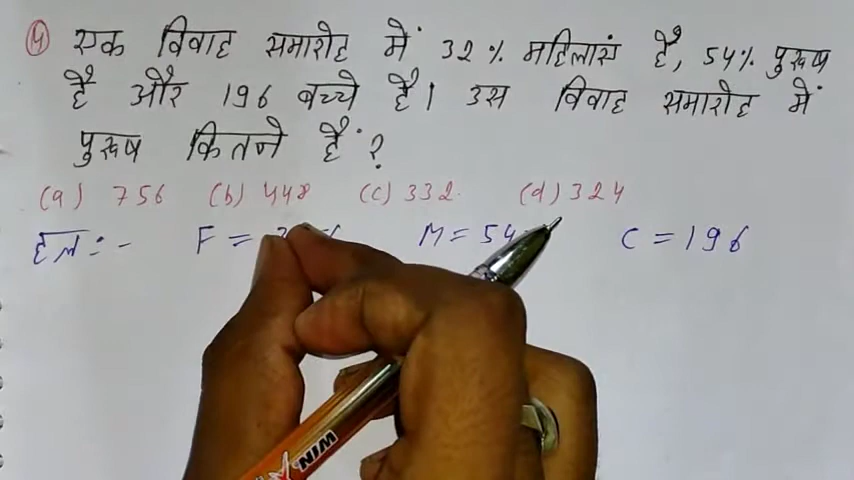 (4) एक विवाह समारोह में 32% महिलाएं है, 54% पुरूष
है और 196 बच्चे है। उस विवाह समारोह में
पुरूष कितने हैं ?
(a) 756 (b) 448 (c) 332 (d) 324
हल :- F = M = 54 C = 196
WIN